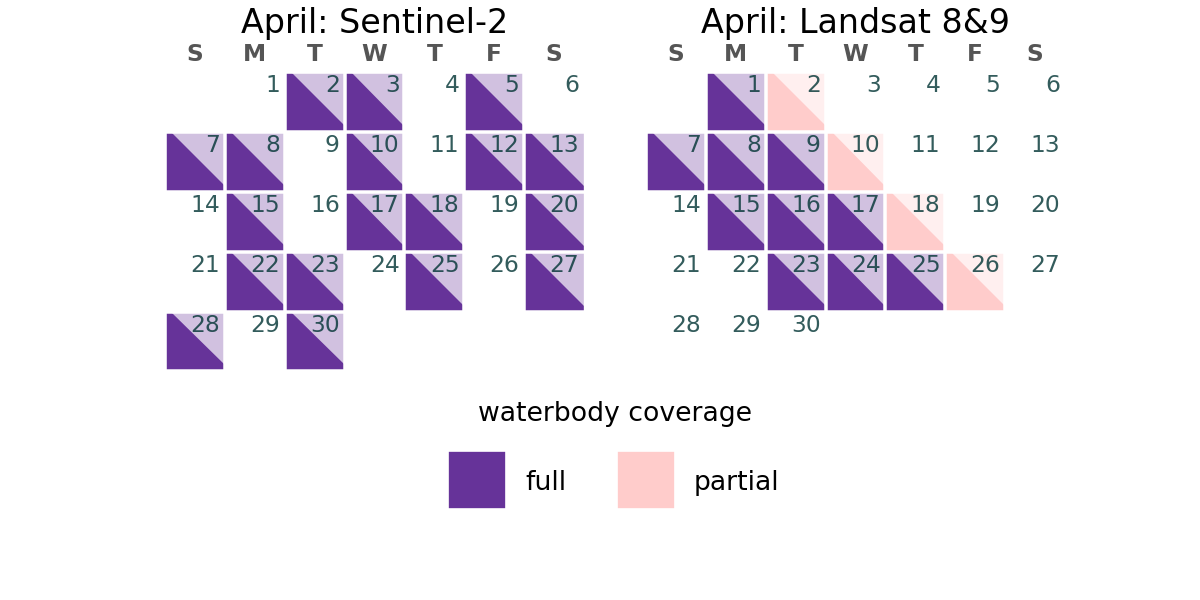 April: Sentinel-2
S M T W T F S
1 2 3 4 5 6
7 8 9 10 11 12 13
14 15 16 17 18 19 20
21 22 23 24 25 26 27
28 29 30
April: Landsat 8&9
S M T W T F S
1 2 3 4 5 6
7 8 9 10 11 12 13
14 15 16 17 18 19 20
21 22 23 24 25 26 27
28 29 30
waterbody coverage
full partial